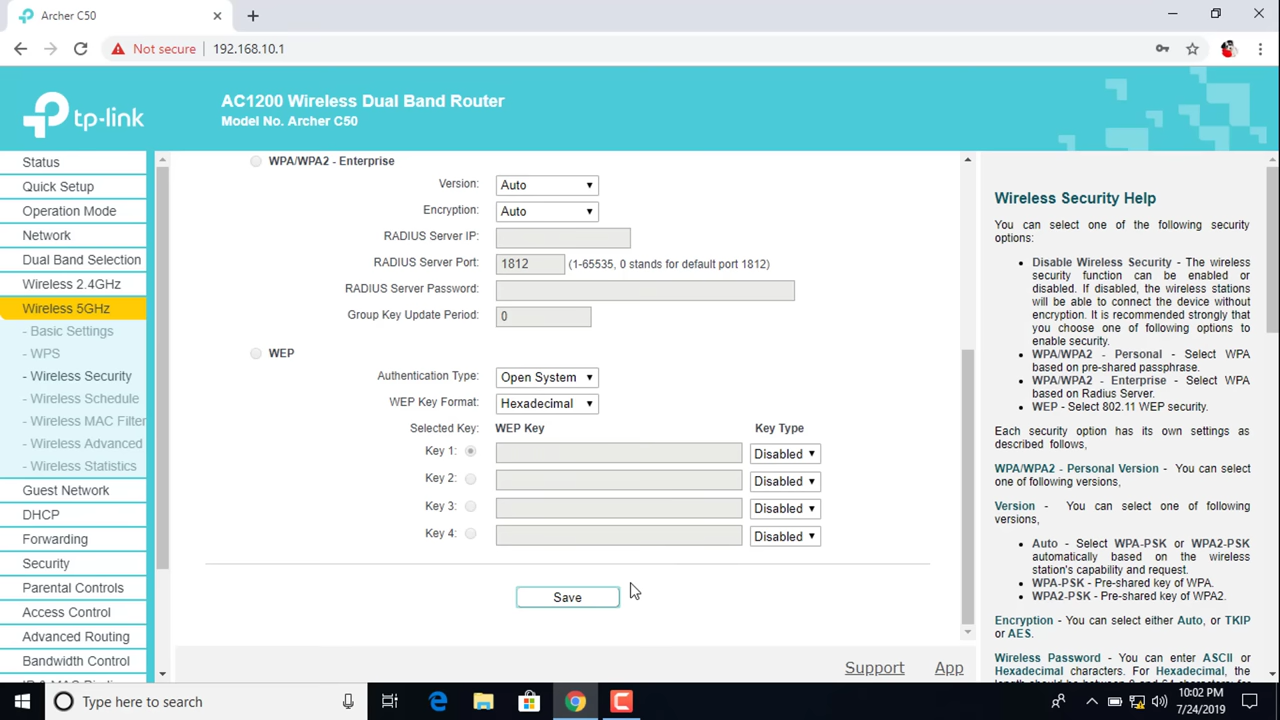 Archer C50
Not secure
192.168.10.1
tp-link
AC1200 Wireless Dual Band Router
Model No. Archer C50
Status
Quick Setup
Operation Mode
Network
Dual Band Selection
Wireless 2.4GHz
Wireless 5GHz
- Basic Settings
- WPS
- Wireless Security
- Wireless Schedule
- Wireless MAC Filter
- Wireless Advanced
- Wireless Statistics
Guest Network
DHCP
Forwarding
Security
Parental Controls
Access Control
Advanced Routing
Bandwidth Control
WPA/WPA2 - Enterprise
Version: Auto
Encryption: Auto
RADIUS Server IP:
RADIUS Server Port: 1812 (1-65535, 0 stands for default port 1812)
RADIUS Server Password:
Group Key Update Period: 0
WEP
Authentication Type: Open System
WEP Key Format: Hexadecimal
Selected Key: WEP Key Key Type
Key 1: Disabled
Key 2: Disabled
Key 3: Disabled
Key 4: Disabled
Save
Support App
Wireless Security Help
You can select one of the following security
options:
Disable Wireless Security - The wireless
security function can be enabled or
disabled. If disabled, the wireless stations
will be able to connect the device without
encryption. It is recommended strongly that
you choose one of following options to
enable security.
WPA/WPA2 - Personal - Select WPA
based on pre-shared passphrase.
WPA/WPA2 - Enterprise - Select WPA
based on Radius Server.
WEP - Select 802.11 WEP security.
Each security option has its own settings as
described follows,
WPA/WPA2 - Personal Version - You can select
one of following versions,
Version - You can select one of following
versions,
Auto - Select WPA-PSK or WPA2-PSK
automatically based on the wireless
station's capability and request.
WPA-PSK - Pre-shared key of WPA.
WPA2-PSK - Pre-shared key of WPA2.
Encryption - You can select either Auto, or TKIP
or AES.
Wireless Password - You can enter ASCII or
Hexadecimal characters. For Hexadecimal, the
Type here to search
10:02 PM
7/24/2019